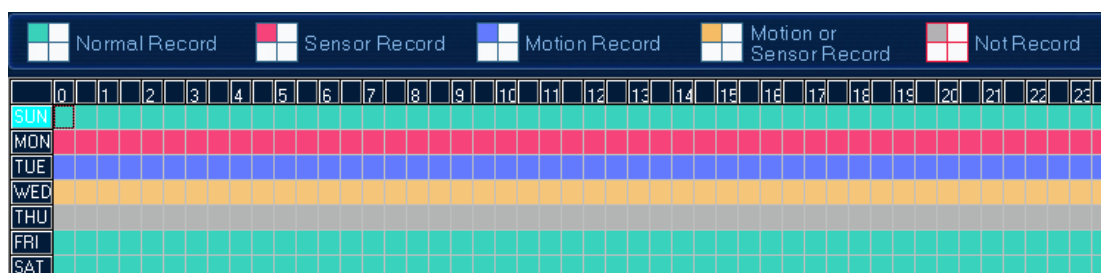 Normal Record Sensor Record Motion Record Motion or Sensor Record Not Record
0 1 2 3 4 5 6 7 8 9 10 11 12 13 14 15 16 17 18 19 20 21 22 23
SUN
MON
TUE
WED
THU
FRI
SAT